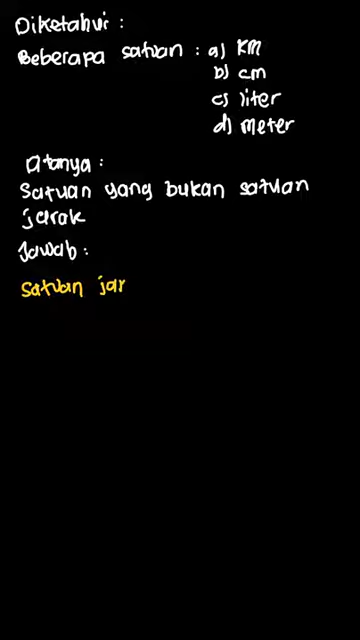 Diketahui :
Beberapa satuan : a) KM
b) cm
c) liter
d) meter
Ditanya :
Satuan yang bukan satuan
jarak
Jawab :
Satuan jar